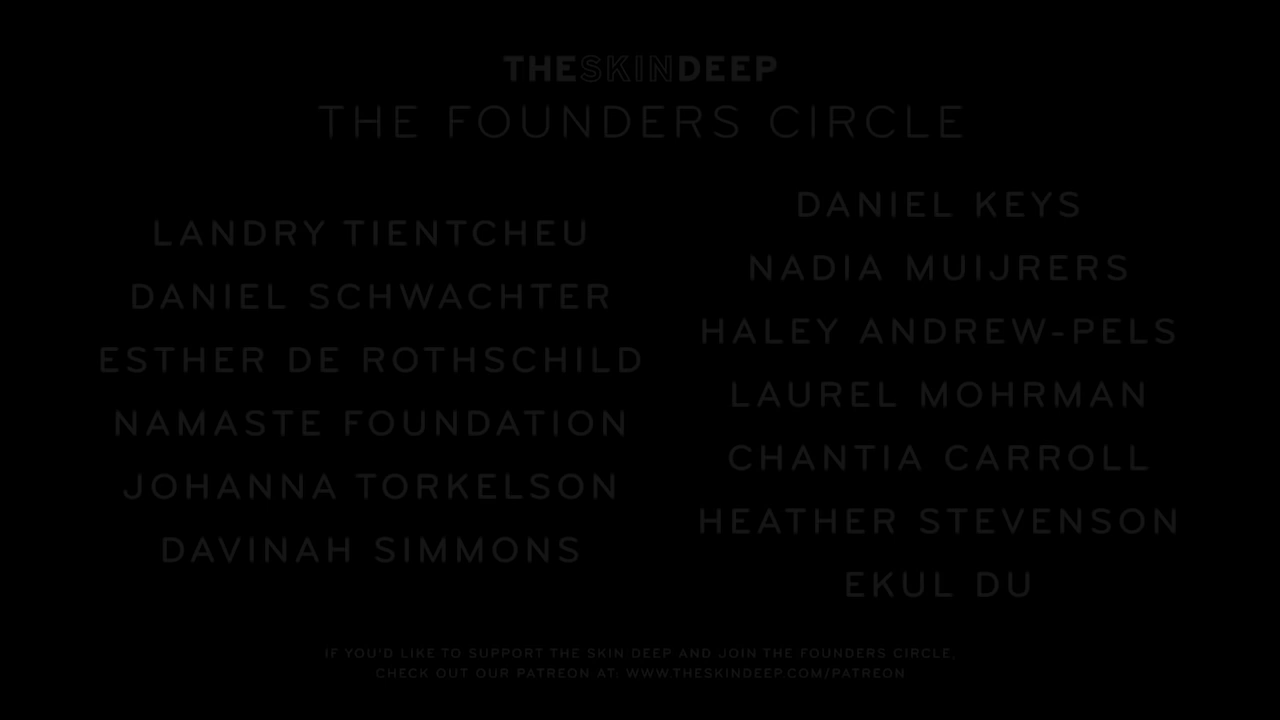 THESKINDEEP
THE FOUNDERS CIRCLE
LANDRY TIENTCHEU
DANIEL SCHWACHTER
ESTHER DE ROTHSCHILD
NAMASTE FOUNDATION
JOHANNA TORKELSON
DAVINAH SIMMONS
DANIEL KEYS
NADIA MUIJRERS
HALEY ANDREW-PELS
LAUREL MOHRMAN
CHANTIA CARROLL
HEATHER STEVENSON
EKUL DU
IF YOU'D LIKE TO SUPPORT THE SKIN DEEP AND JOIN THE FOUNDERS CIRCLE,
CHECK OUT OUR PATREON AT: WWW.THESKINDEEP.COM/PATREON